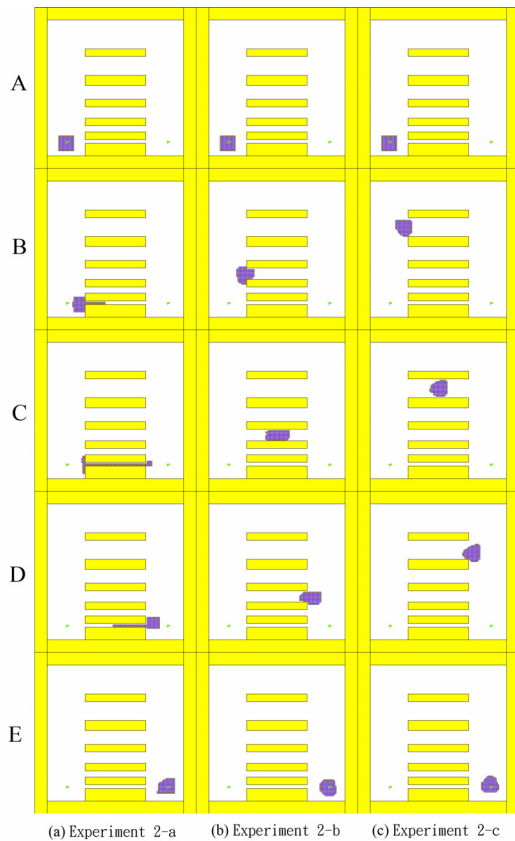 A
B
C
D
E
(a) Experiment 2-a
(b) Experiment 2-b
(c) Experiment 2-c